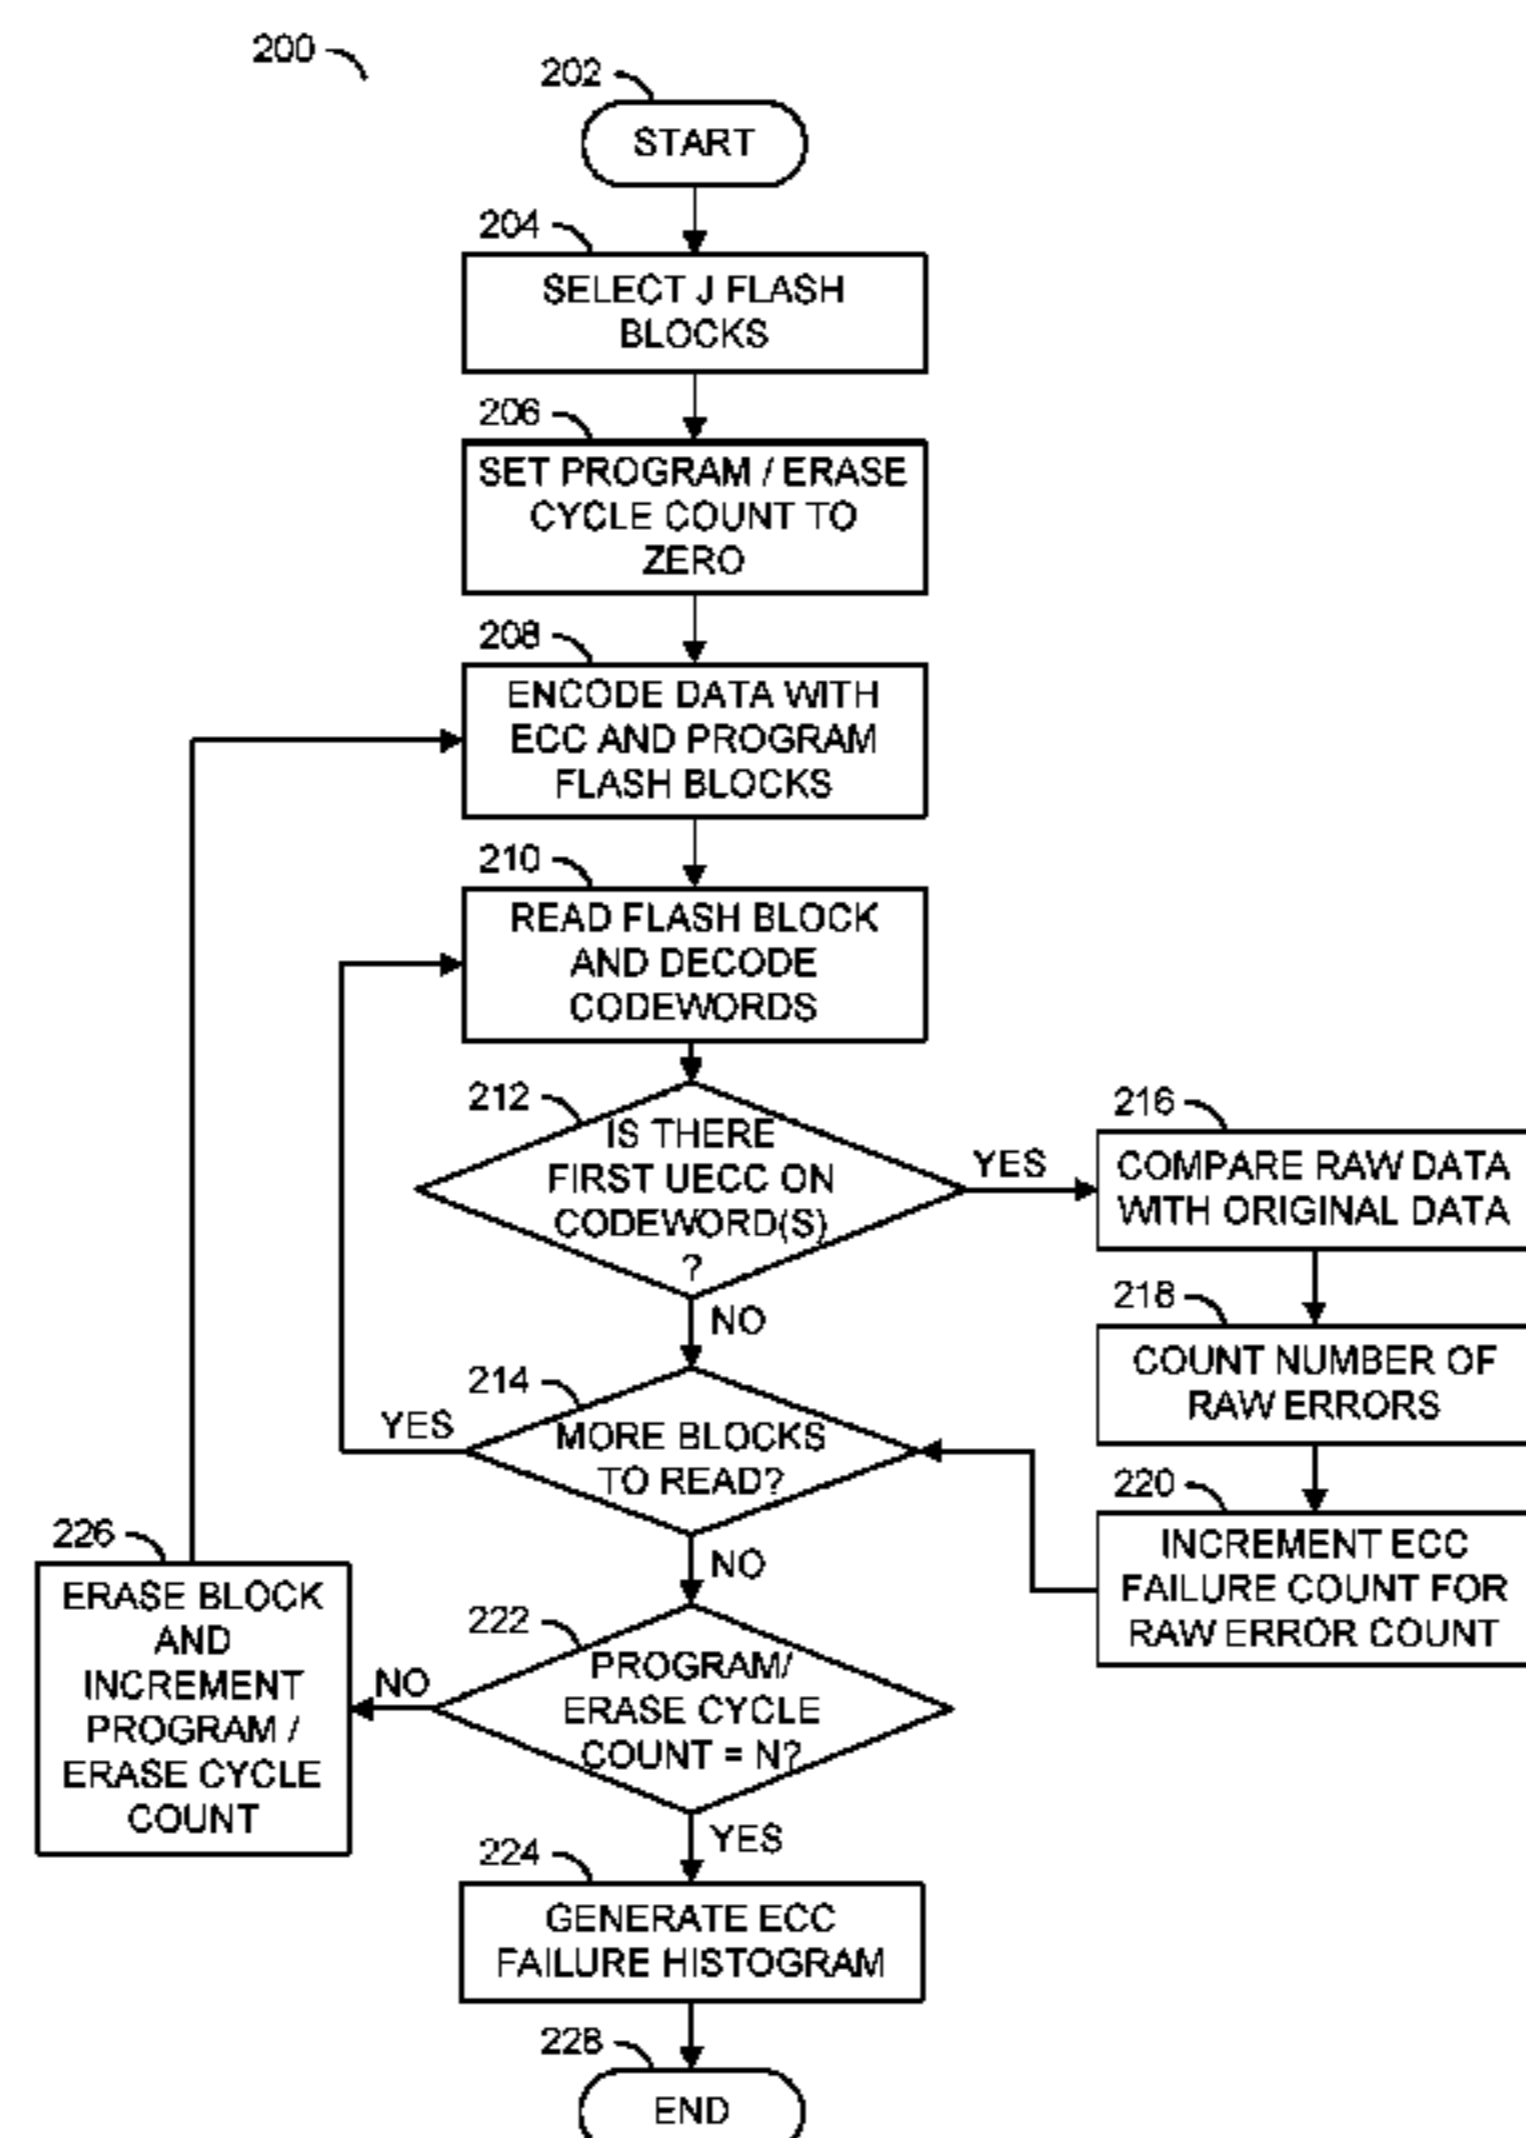 200
202
START
204
SELECT J FLASH
BLOCKS
206
SET PROGRAM / ERASE
CYCLE COUNT TO
ZERO
208
ENCODE DATA WITH
ECC AND PROGRAM
FLASH BLOCKS
210
READ FLASH BLOCK
AND DECODE
CODEWORDS
212
IS THERE
FIRST UECC ON
CODEWORD(S)
?
YES
NO
216
COMPARE RAW DATA
WITH ORIGINAL DATA
218
COUNT NUMBER OF
RAW ERRORS
220
INCREMENT ECC
FAILURE COUNT FOR
RAW ERROR COUNT
214
MORE BLOCKS
TO READ?
YES
NO
222
PROGRAM/
ERASE CYCLE
COUNT = N?
NO
YES
226
ERASE BLOCK
AND
INCREMENT
PROGRAM /
ERASE CYCLE
COUNT
224
GENERATE ECC
FAILURE HISTOGRAM
228
END